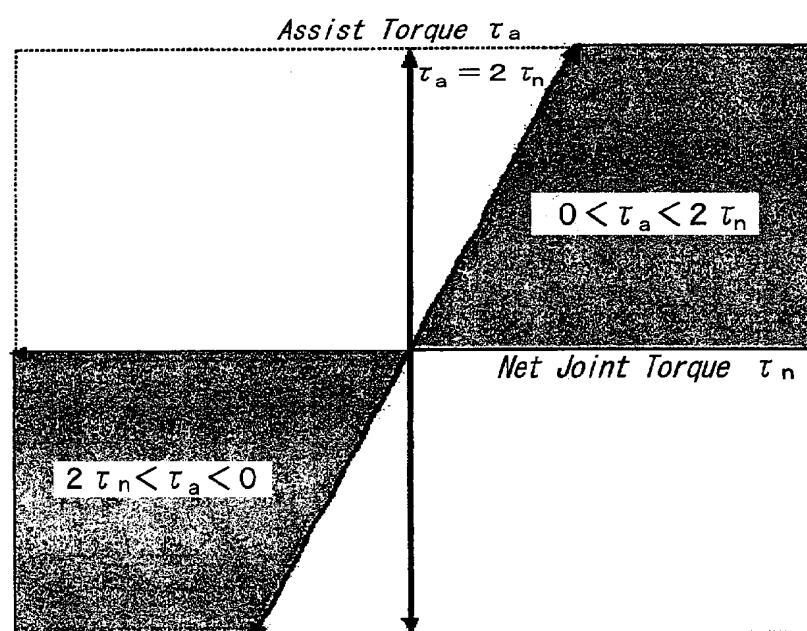 Assist Torque τa
τa = 2 τn
0 < τa < 2 τn
Net Joint Torque τn
2 τn < τa < 0